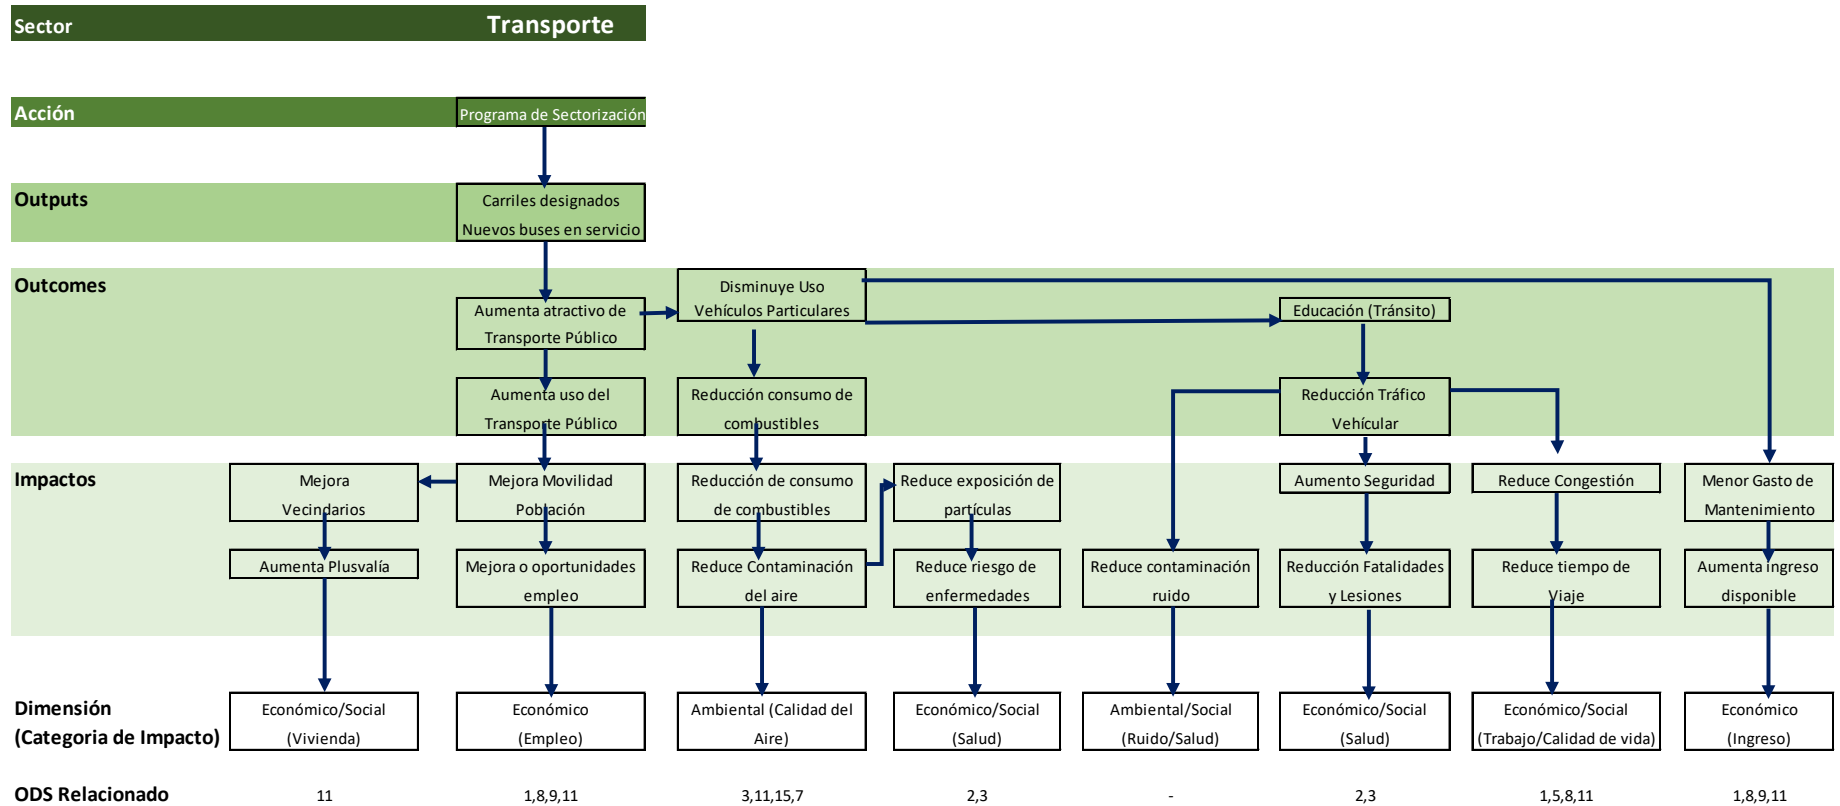 Sector
Transporte
Acción
Programa de Sectorización
Outputs
Carriles designados
Nuevos buses en servicio
Outcomes
Aumenta atractivo de
Transporte Público
Disminuye Uso
Vehículos Particulares
Educación (Tránsito)
Aumenta uso del
Transporte Público
Reducción consumo de
combustibles
Reducción Tráfico
Vehícular
Impactos
Mejora
Vecindarios
Mejora Movilidad
Población
Reducción de consumo
de combustibles
Reduce exposición de
partículas
Aumento Seguridad
Reduce Congestión
Menor Gasto de
Mantenimiento
Aumenta Plusvalía
Mejora o oportunidades
empleo
Reduce Contaminación
del aire
Reduce riesgo de
enfermedades
Reduce contaminación
ruido
Reducción Fatalidades
y Lesiones
Reduce tiempo de
Viaje
Aumenta ingreso
disponible
Dimensión
(Categoria de Impacto)
Económico/Social
(Vivienda)
Económico
(Empleo)
Ambiental (Calidad del
Aire)
Económico/Social
(Salud)
Ambiental/Social
(Ruido/Salud)
Económico/Social
(Salud)
Económico/Social
(Trabajo/Calidad de vida)
Económico
(Ingreso)
ODS Relacionado
11
1,8,9,11
3,11,15,7
2,3
-
2,3
1,5,8,11
1,8,9,11